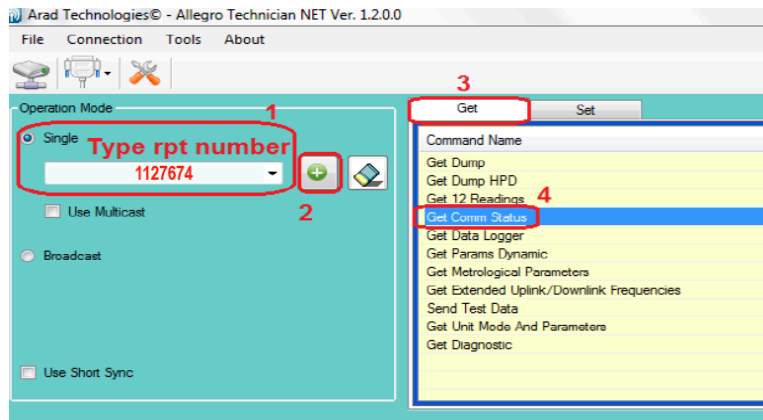 Arad Technologies© - Allegro Technician NET Ver. 1.2.0.0
File Connection Tools About
3
Operation Mode
1
Get Set
Single
Type rpt number
1127674
2
Use Multicast
Broadcast
Use Short Sync
Command Name
Get Dump
Get Dump HPD
Get 12 Readings
4
Get Comm Status
Get Data Logger
Get Params Dynamic
Get Metrological Parameters
Get Extended Uplink/Downlink Frequencies
Send Test Data
Get Unit Mode And Parameters
Get Diagnostic